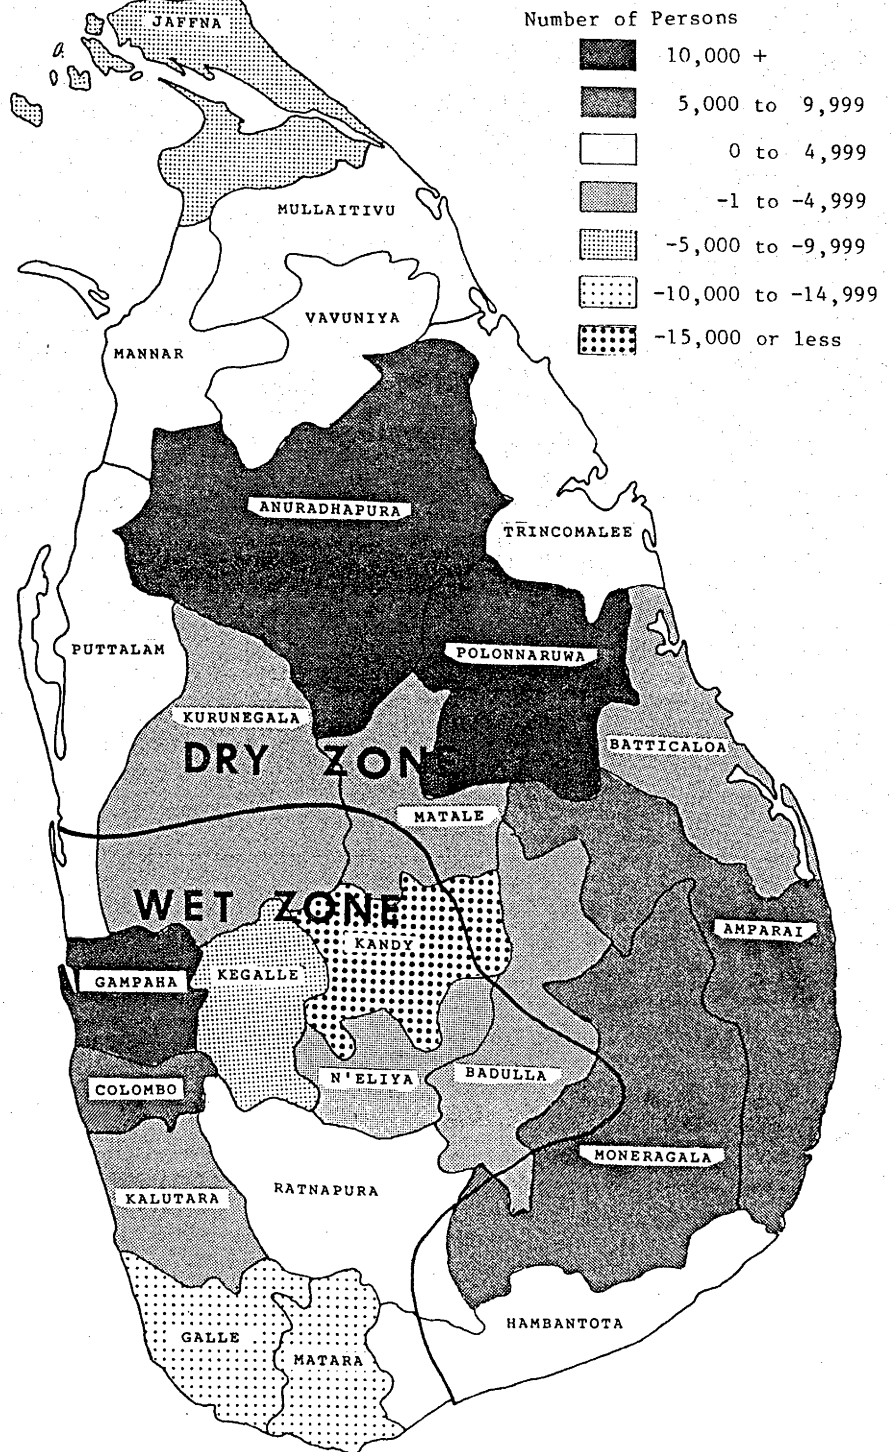 JAFFNA
Number of Persons
10,000 +
5,000 to 9,999
0 to 4,999
-1 to -4,999
-5,000 to -9,999
-10,000 to -14,999
-15,000 or less
MULLAITIVU
VAVUNIYA
MANNAR
ANURADHAPURA
TRINCOMALEE
PUTTALAM
POLONNARUWA
KURUNEGALA
BATTICALOA
DRY ZONE
MATALE
WET ZONE
AMPARAI
KANDY
GAMPAHA
KEGALLE
N'ELIYA
BADULLA
COLOMBO
MONERAGALA
RATNAPURA
KALUTARA
HAMBANTOTA
GALLE
MATARA